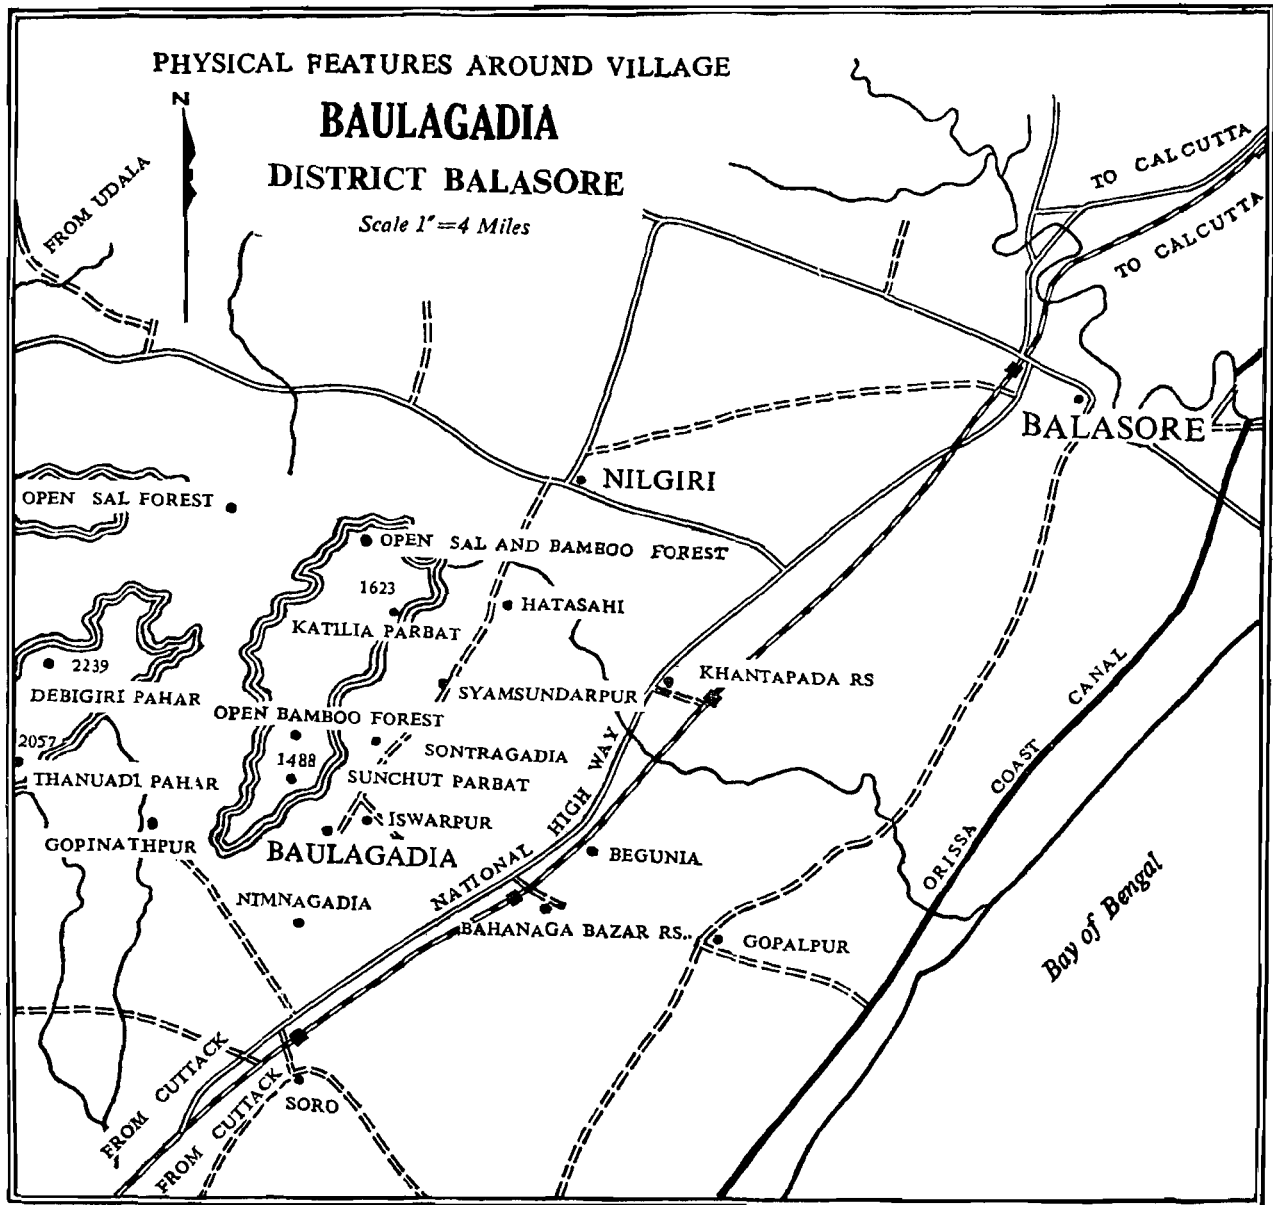 PHYSICAL FEATURES AROUND VILLAGE
BAULAGADIA
DISTRICT BALASORE
Scale 1"=4 Miles
N
FROM UDALA
TO CALCUTTA
TO CALCUTTA
BALASORE
NILGIRI
OPEN SAL FOREST
OPEN SAL AND BAMBOO FOREST
1623
HATASAHI
KATILIA PARBAT
2239
KHANTAPADA RS
DEBIGIRI PAHAR
SYAMSUNDARPUR
OPEN BAMBOO FOREST
2057
SONTRAGADIA
1488
THANUADI PAHAR
SUNCHUT PARBAT
ISWARPUR
GOPINATHPUR
BAULAGADIA
BEGUNIA
NATIONAL HIGH WAY
NIMNAGADIA
BAHANAGA BAZAR RS..
GOPALPUR
ORISSA COAST CANAL
Bay of Bengal
FROM CUTTACK
FROM CUTTACK
SORO